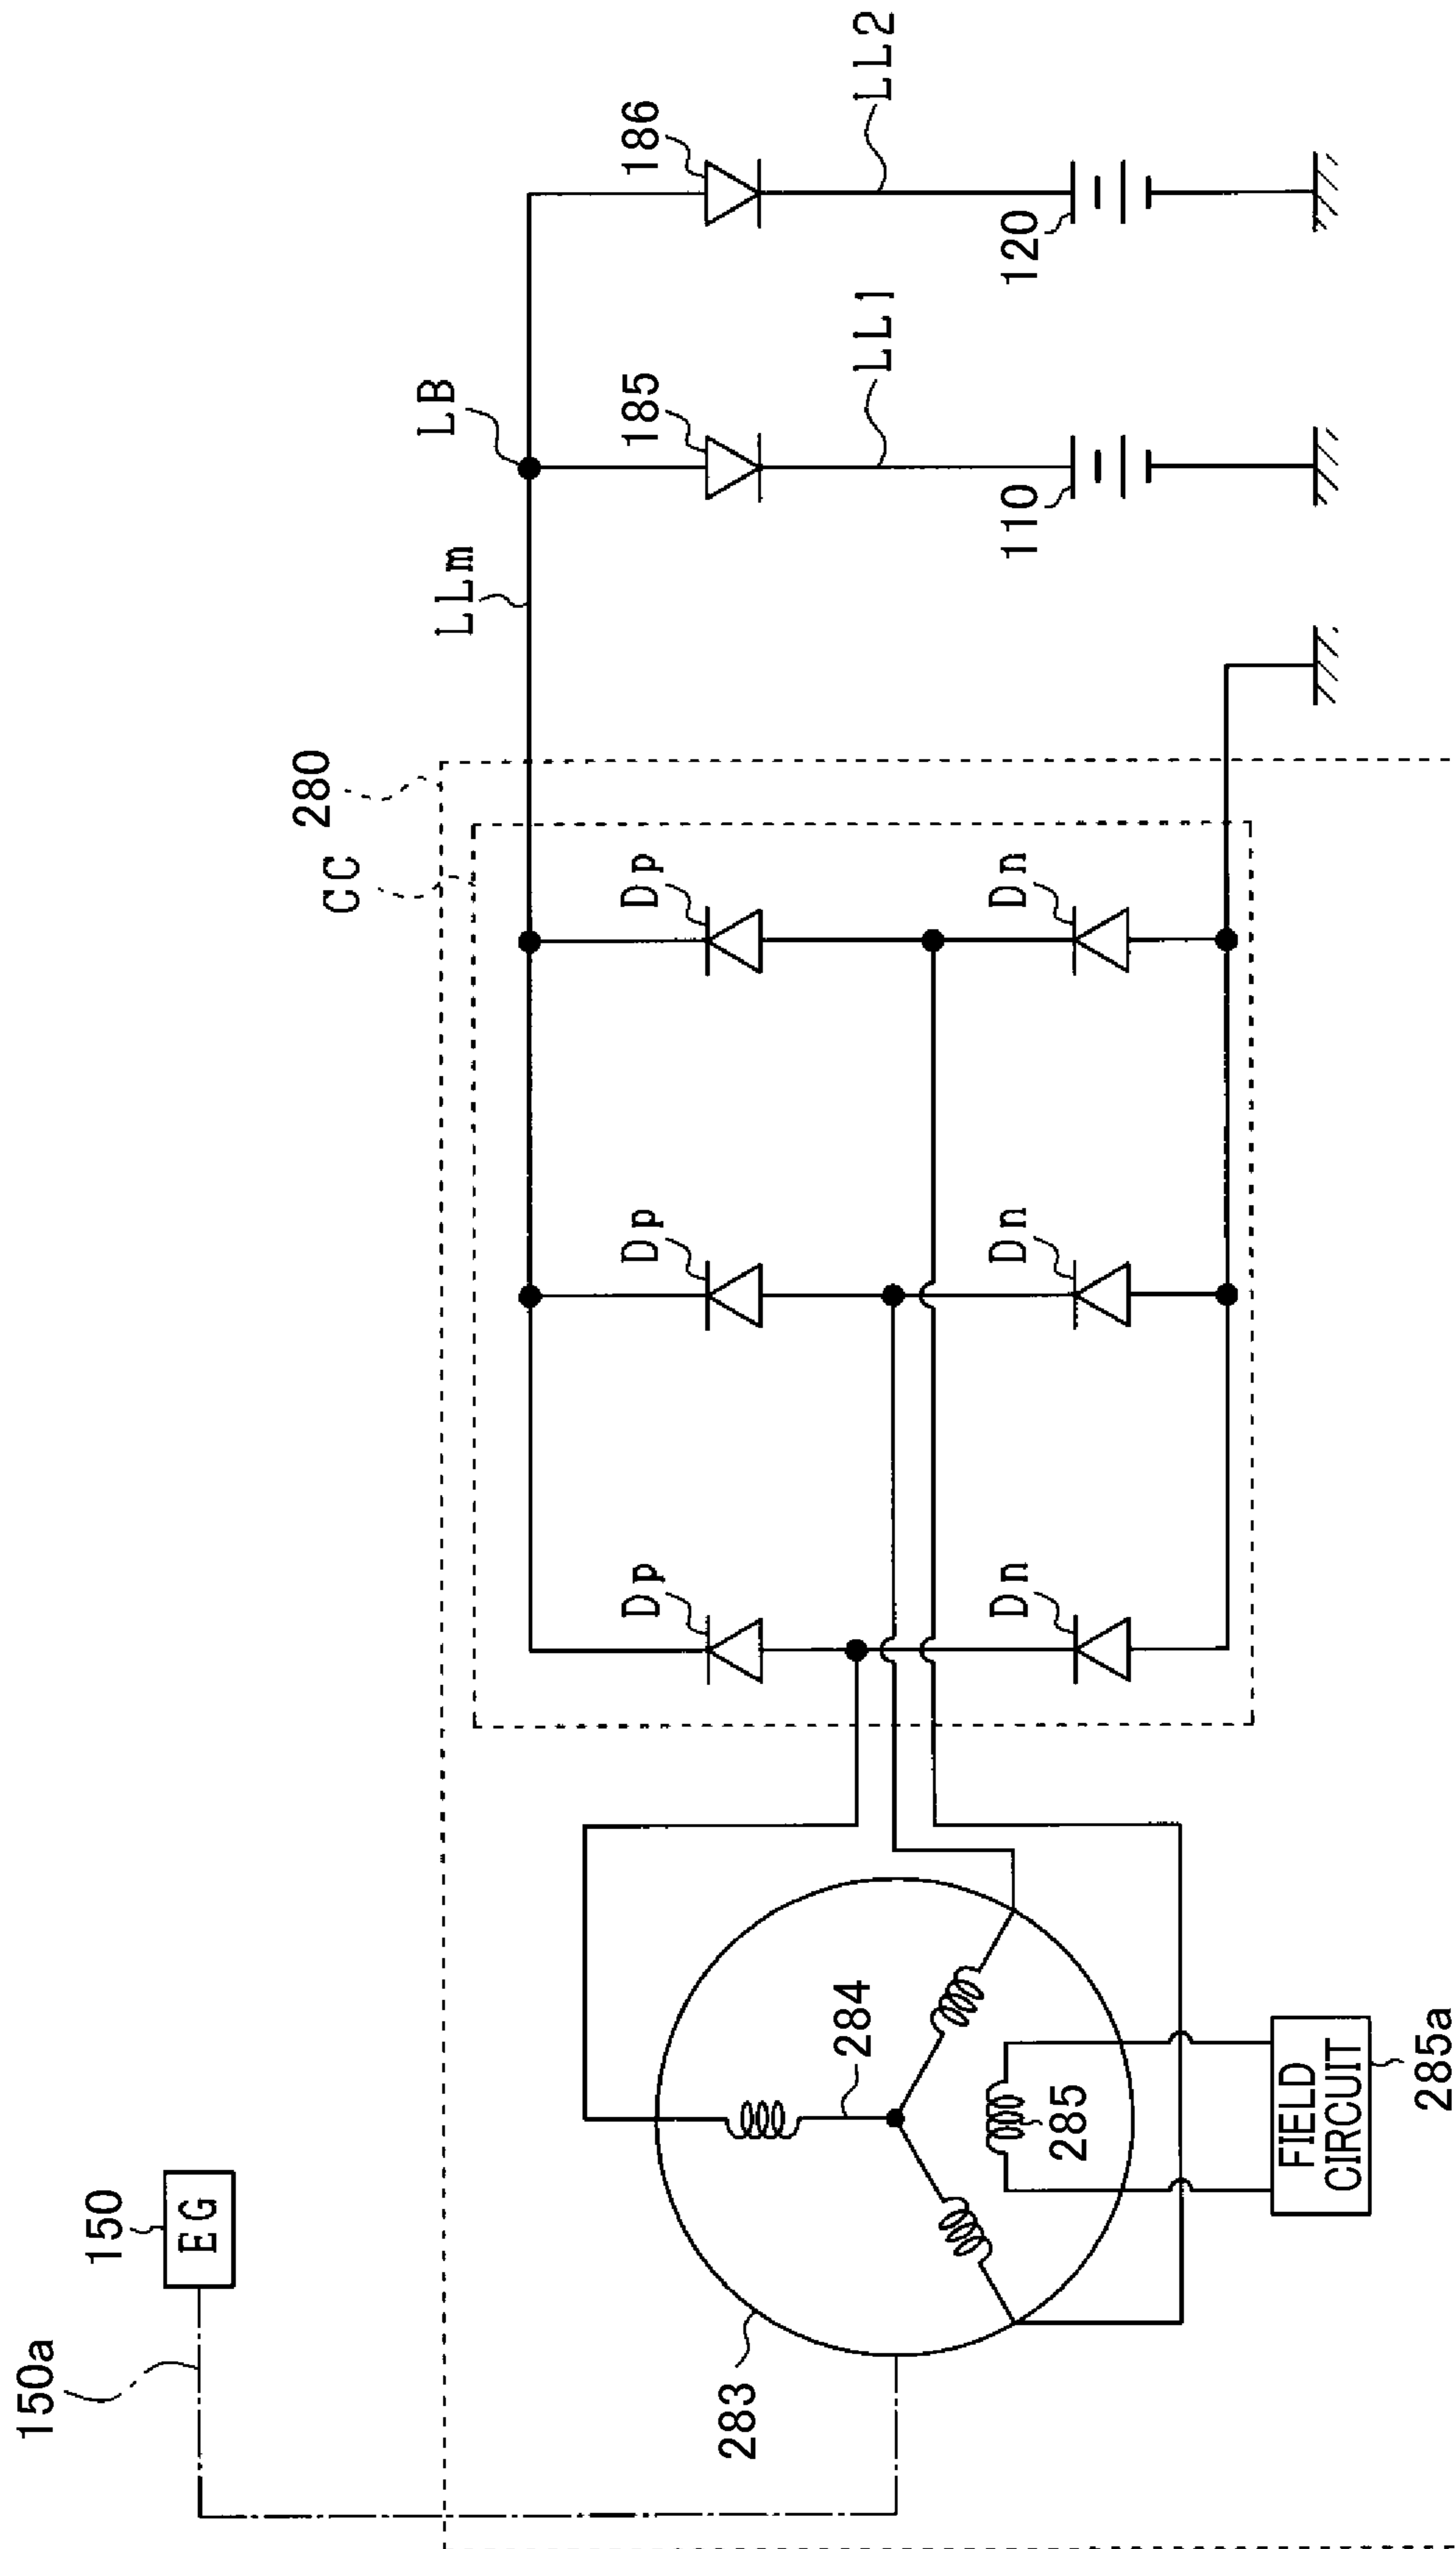 150a
150
EG
280
CC
LLm
LB
Dp
Dp
Dp
185
186
283
284
LL1
LL2
Dn
Dn
Dn
110
120
285
FIELD
CIRCUIT
285a